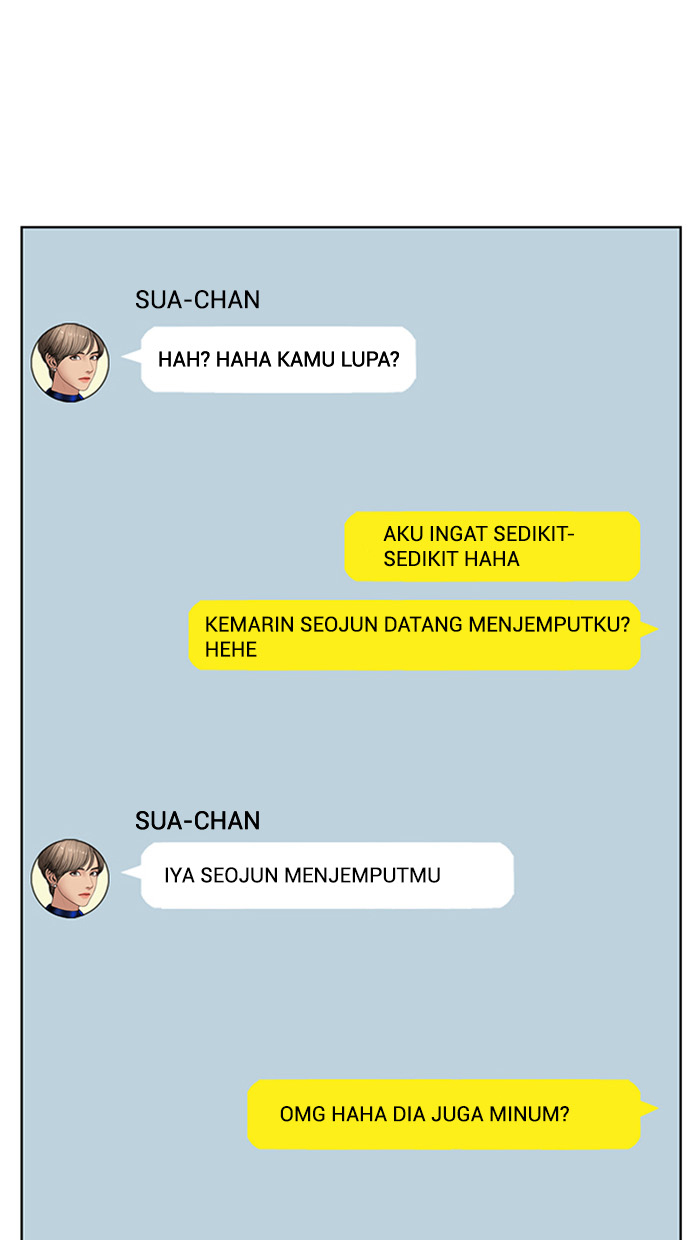 SUA-CHAN
HAH? HAHA KAMU LUPA?
AKU INGAT SEDIKIT-
SEDIKIT HAHA
KEMARIN SEOJUN DATANG MENJEMPUTKU?
HEHE
SUA-CHAN
IYA SEOJUN MENJEMPUTMU
OMG HAHA DIA JUGA MINUM?